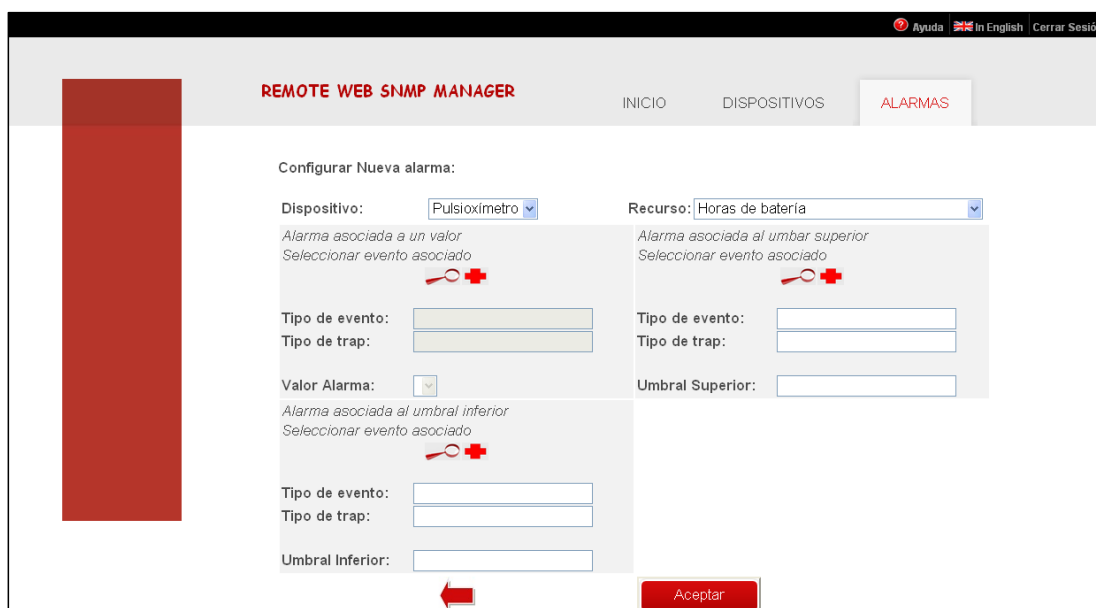 Ayuda In English Cerrar Sesió
REMOTE WEB SNMP MANAGER
INICIO DISPOSITIVOS ALARMAS
Configurar Nueva alarma:
Dispositivo: Pulsioxímetro Recurso: Horas de batería
Alarma asociada a un valor
Seleccionar evento asociado
Tipo de evento:
Tipo de trap:
Valor Alarma:
Alarma asociada al umbar superior
Seleccionar evento asociado
Tipo de evento:
Tipo de trap:
Umbral Superior:
Alarma asociada al umbral inferior
Seleccionar evento asociado
Tipo de evento:
Tipo de trap:
Umbral Inferior:
Aceptar